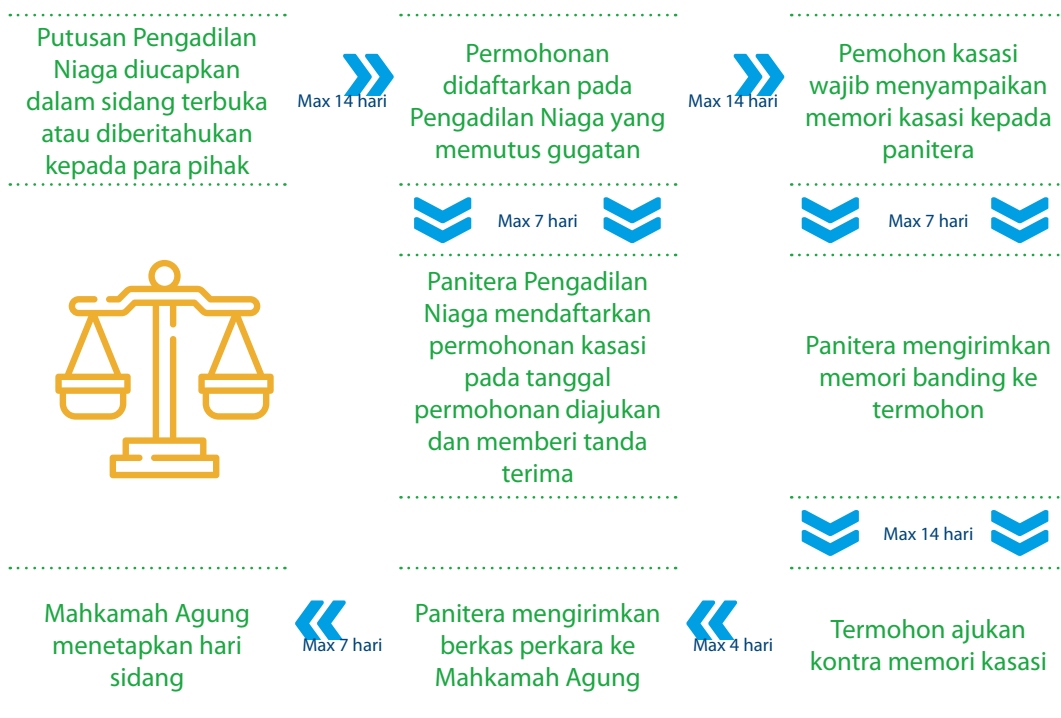 Putusan Pengadilan
Niaga diucapkan
dalam sidang terbuka
atau diberitahukan
kepada para pihak
Max 14 hari
Permohonan
didaftarkan pada
Pengadilan Niaga yang
memutus gugatan
Max 14 hari
Pemohon kasasi
wajib menyampaikan
memori kasasi kepada
panitera
Max 7 hari
Max 7 hari
Panitera Pengadilan
Niaga mendaftarkan
permohonan kasasi
pada tanggal
permohonan diajukan
dan memberi tanda
terima
Panitera mengirimkan
memori banding ke
termohon
Max 14 hari
Termohon ajukan
kontra memori kasasi
Max 4 hari
Panitera mengirimkan
berkas perkara ke
Mahkamah Agung
Max 7 hari
Mahkamah Agung
menetapkan hari
sidang